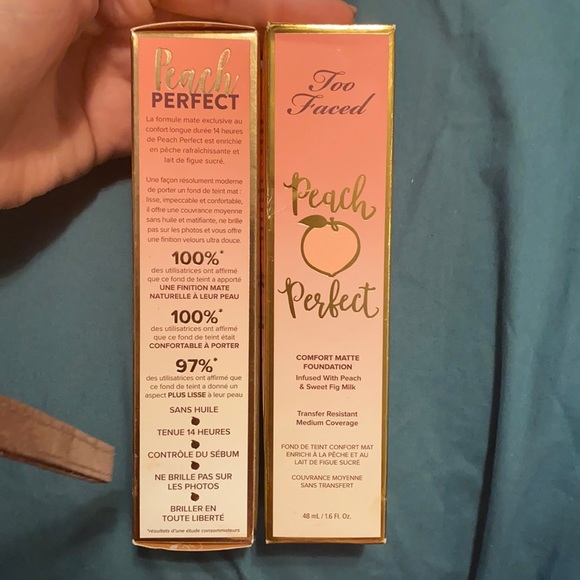 Peach
PERFECT
La formule mate exclusive au
confort longue durée 14 heures
de Peach Perfect est enrichie
en pêche rafraîchissante et
lait de figue sucré.
Une façon résolument moderne
de porter un fond de teint mat :
lisse, impeccable et confortable,
il offre une couvrance moyenne
sans huile et matifiante, ne brille
pas sur les photos et vous offre
une finition velours ultra douce.
100%*
des utilisatrices ont affirmé
que ce fond de teint a apporté
UNE FINITION MATE
NATURELLE À LEUR PEAU
100%*
des utilisatrices ont affirmé
que ce fond de teint était
CONFORTABLE À PORTER
97%*
des utilisatrices ont affirmé que
ce fond de teint a donné un
aspect PLUS LISSE à leur peau
SANS HUILE
TENUE 14 HEURES
CONTRÔLE DU SÉBUM
NE BRILLE PAS SUR
LES PHOTOS
BRILLER EN
TOUTE LIBERTÉ
*résultats d'une étude consommateurs
Too
Faced
Peach
Perfect
COMFORT MATTE
FOUNDATION
Infused With Peach
& Sweet Fig Milk
Transfer Resistant
Medium Coverage
FOND DE TEINT CONFORT MAT
ENRICHI À LA PÊCHE ET AU
LAIT DE FIGUE SUCRÉ
COUVRANCE MOYENNE
SANS TRANSFERT
48 mL / 1.6 Fl. Oz.